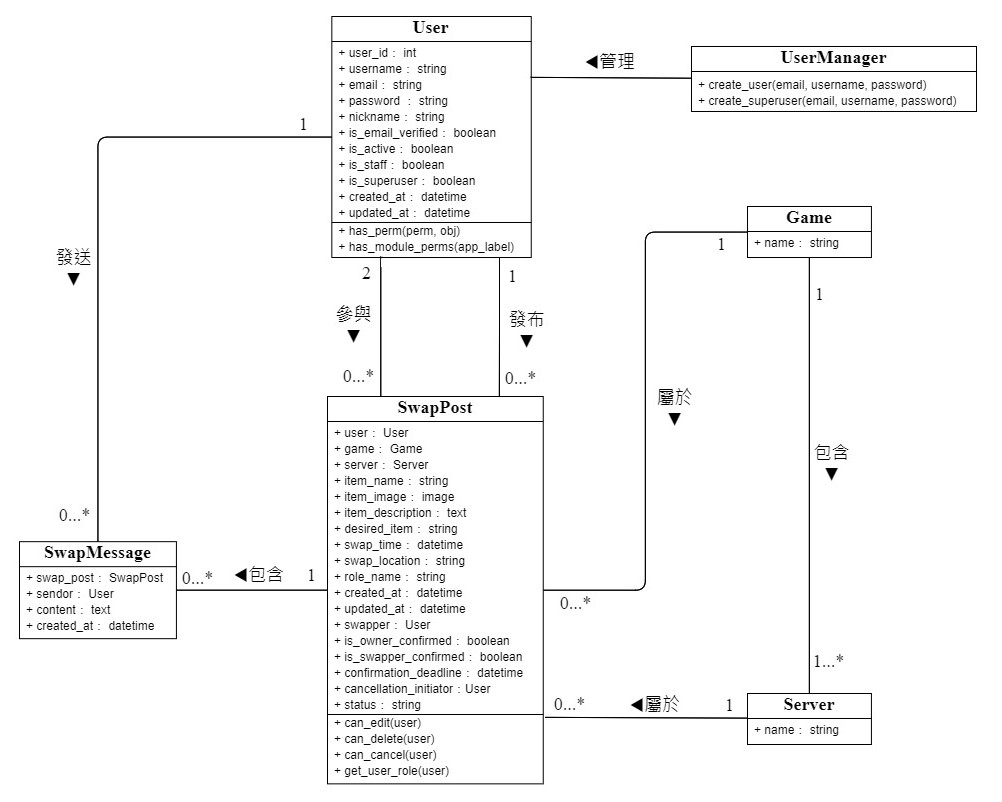 User
+ user_id : int
+ username : string
+ email : string
+ password : string
+ nickname : string
+ is_email_verified : boolean
+ is_active : boolean
+ is_staff : boolean
+ is_superuser : boolean
+ created_at : datetime
+ updated_at : datetime
+ has_perm(perm, obj)
+ has_module_perms(app_label)
◀管理
UserManager
+ create_user(email, username, password)
+ create_superuser(email, username, password)
1
發送
▼
0...*
2
參與
▼
0...*
1
發布
▼
0...*
Game
+ name : string
1
屬於
▼
0...*
1
包含
▼
1...*
SwapPost
+ user : User
+ game : Game
+ server : Server
+ item_name : string
+ item_image : image
+ item_description : text
+ desired_item : string
+ swap_time : datetime
+ swap_location : string
+ role_name : string
+ created_at : datetime
+ updated_at : datetime
+ swapper : User
+ is_owner_confirmed : boolean
+ is_swapper_confirmed : boolean
+ confirmation_deadline : datetime
+ cancellation_initiator : User
+ status : string
+ can_edit(user)
+ can_delete(user)
+ can_cancel(user)
+ get_user_role(user)
SwapMessage
+ swap_post : SwapPost
+ sendor : User
+ content : text
+ created_at : datetime
0...* ◀包含 1
0...* ◀屬於 1
Server
+ name : string